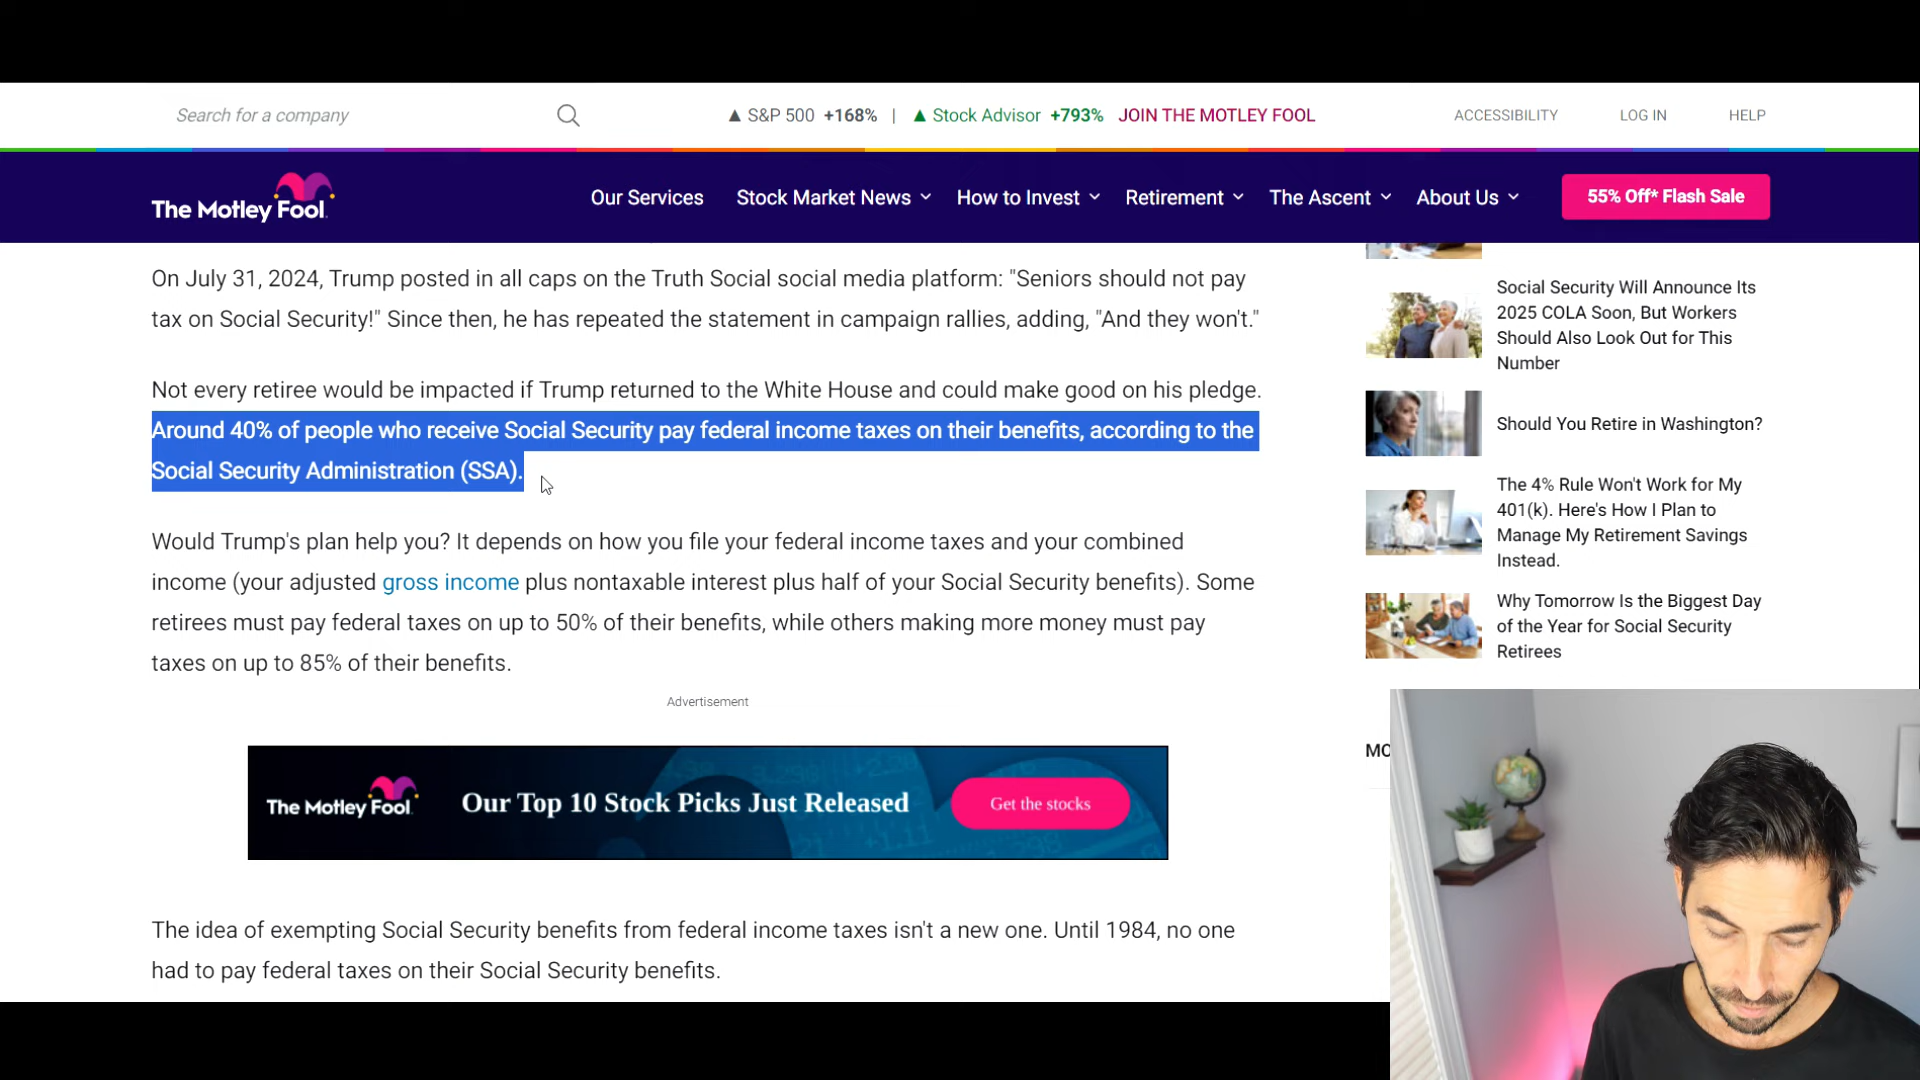 Search for a company
▲ S&P 500 +168% | ▲ Stock Advisor +793% JOIN THE MOTLEY FOOL
ACCESSIBILITY LOG IN HELP
The Motley Fool
Our Services Stock Market News How to Invest Retirement The Ascent About Us 55% Off* Flash Sale
On July 31, 2024, Trump posted in all caps on the Truth Social social media platform: "Seniors should not pay
tax on Social Security!" Since then, he has repeated the statement in campaign rallies, adding, "And they won't."
Not every retiree would be impacted if Trump returned to the White House and could make good on his pledge.
Around 40% of people who receive Social Security pay federal income taxes on their benefits, according to the
Social Security Administration (SSA).
Would Trump's plan help you? It depends on how you file your federal income taxes and your combined
income (your adjusted gross income plus nontaxable interest plus half of your Social Security benefits). Some
retirees must pay federal taxes on up to 50% of their benefits, while others making more money must pay
taxes on up to 85% of their benefits.
Advertisement
The Motley Fool
Our Top 10 Stock Picks Just Released
Get the stocks
The idea of exempting Social Security benefits from federal income taxes isn't a new one. Until 1984, no one
had to pay federal taxes on their Social Security benefits.
Social Security Will Announce Its
2025 COLA Soon, But Workers
Should Also Look Out for This
Number
Should You Retire in Washington?
The 4% Rule Won't Work for My
401(k). Here's How I Plan to
Manage My Retirement Savings
Instead.
Why Tomorrow Is the Biggest Day
of the Year for Social Security
Retirees